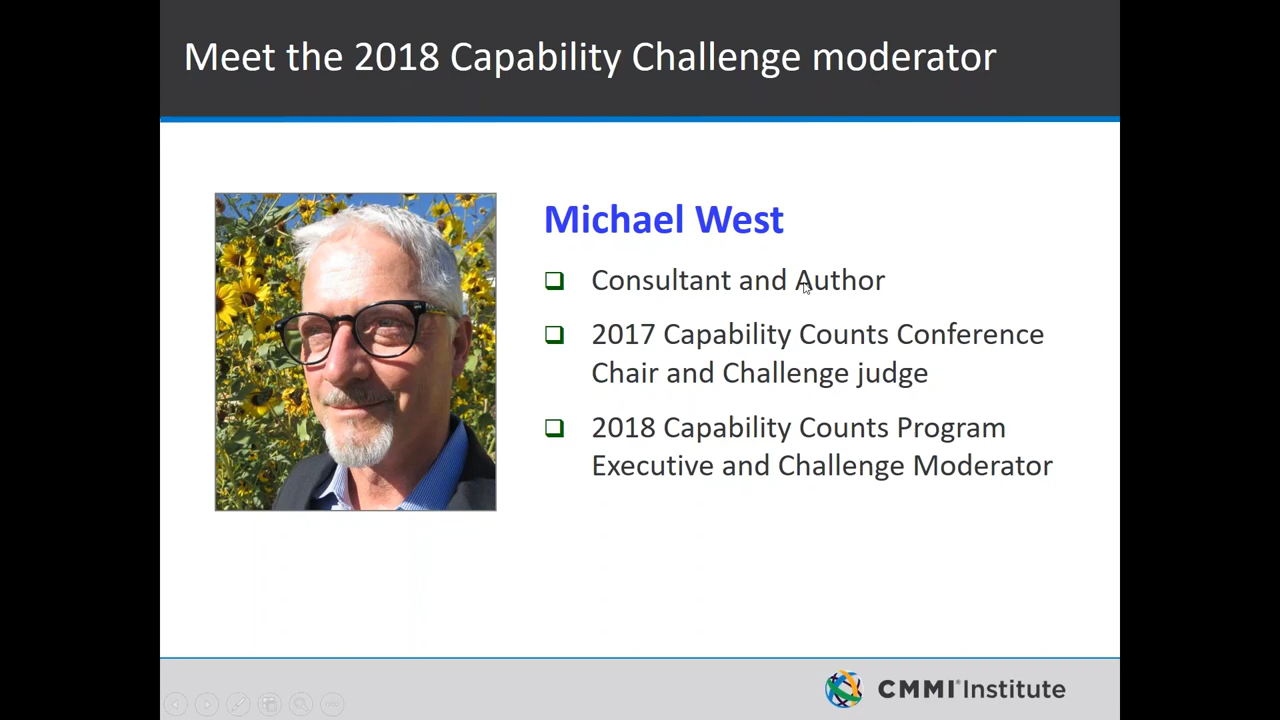 Meet the 2018 Capability Challenge moderator
Michael West
Consultant and Author
2017 Capability Counts Conference
Chair and Challenge judge
2018 Capability Counts Program
Executive and Challenge Moderator
CMMI® Institute